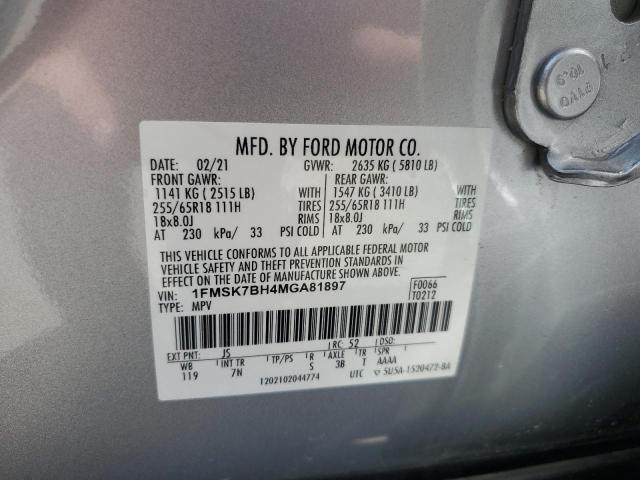 10.9
PIVO
MFD. BY FORD MOTOR CO.
DATE: 02/21 GVWR: 2635 KG ( 5810 LB)
FRONT GAWR: REAR GAWR:
1141 KG ( 2515 LB) WITH 1547 KG ( 3410 LB) WITH
255/65R18 111H TIRES 255/65R18 111H TIRES
18x8.0J RIMS 18x8.0J RIMS
AT 230 kPa/ 33 PSI COLD AT 230 kPa/ 33 PSI COLD
THIS VEHICLE CONFORMS TO ALL APPLICABLE FEDERAL MOTOR
VEHICLE SAFETY AND THEFT PREVENTION STANDARDS IN
EFFECT ON THE DATE OF MANUFACTURE SHOWN ABOVE.
VIN: 1FMSK7BH4MGA81897 F0066
TYPE: MPV T0212
EXT PNT: JS RC: 52 DSO:
WB INT TR TP/PS R AXLE TR SPR
119 7N S 3B T AAAA
1202102044774 UTC 5U5A-1520472-BA